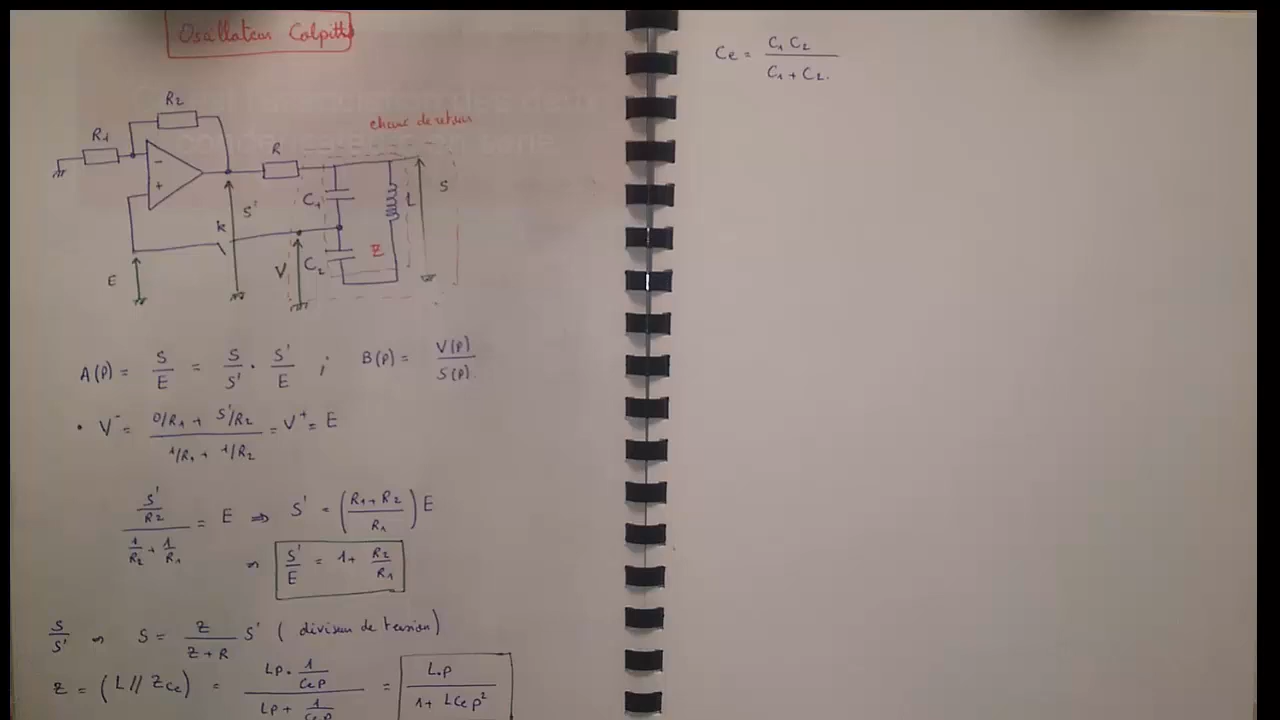 Oscillateur Colpitts
R2
R1
R
chaine de retour
C1
L
S
S'
k
C2
Z
V
E
A(p) = S/E = S/S' · S'/E ; B(p) = V(p)/S(p)
• V⁻ = (0/R1 + S'/R2)/(1/R1 + 1/R2) = V⁺ = E
(S'/R2)/(1/R2 + 1/R1) = E ⇒ S' = ((R1+R2)/R1) E
S'/E = 1 + R2/R1
S/S' S = Z/(Z+R) S' (diviseur de tension)
Z = (L // Zce) = (Lp · 1/Cep)/(Lp + 1/Cep) = L.p/(1 + LCep²)
Ce = C1 C2/(C1 + C2)